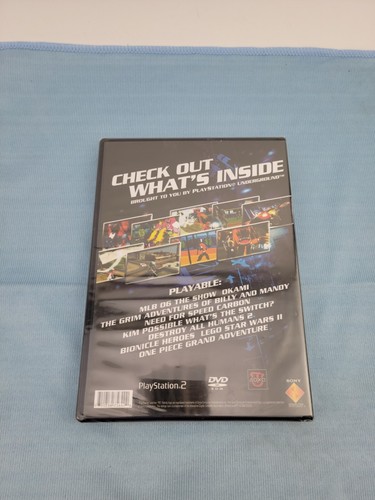 CHECK OUT
WHAT'S INSIDE
BROUGHT TO YOU BY PLAYSTATION® UNDERGROUND™
PLAYABLE:
MLB 06 THE SHOW OKAMI
THE GRIM ADVENTURES OF BILLY AND MANDY
NEED FOR SPEED CARBON
KIM POSSIBLE WHAT'S THE SWITCH?
DESTROY ALL HUMANS 2
BIONICLE HEROES LEGO STAR WARS II
ONE PIECE GRAND ADVENTURE
PlayStation.2
DVD
SONY